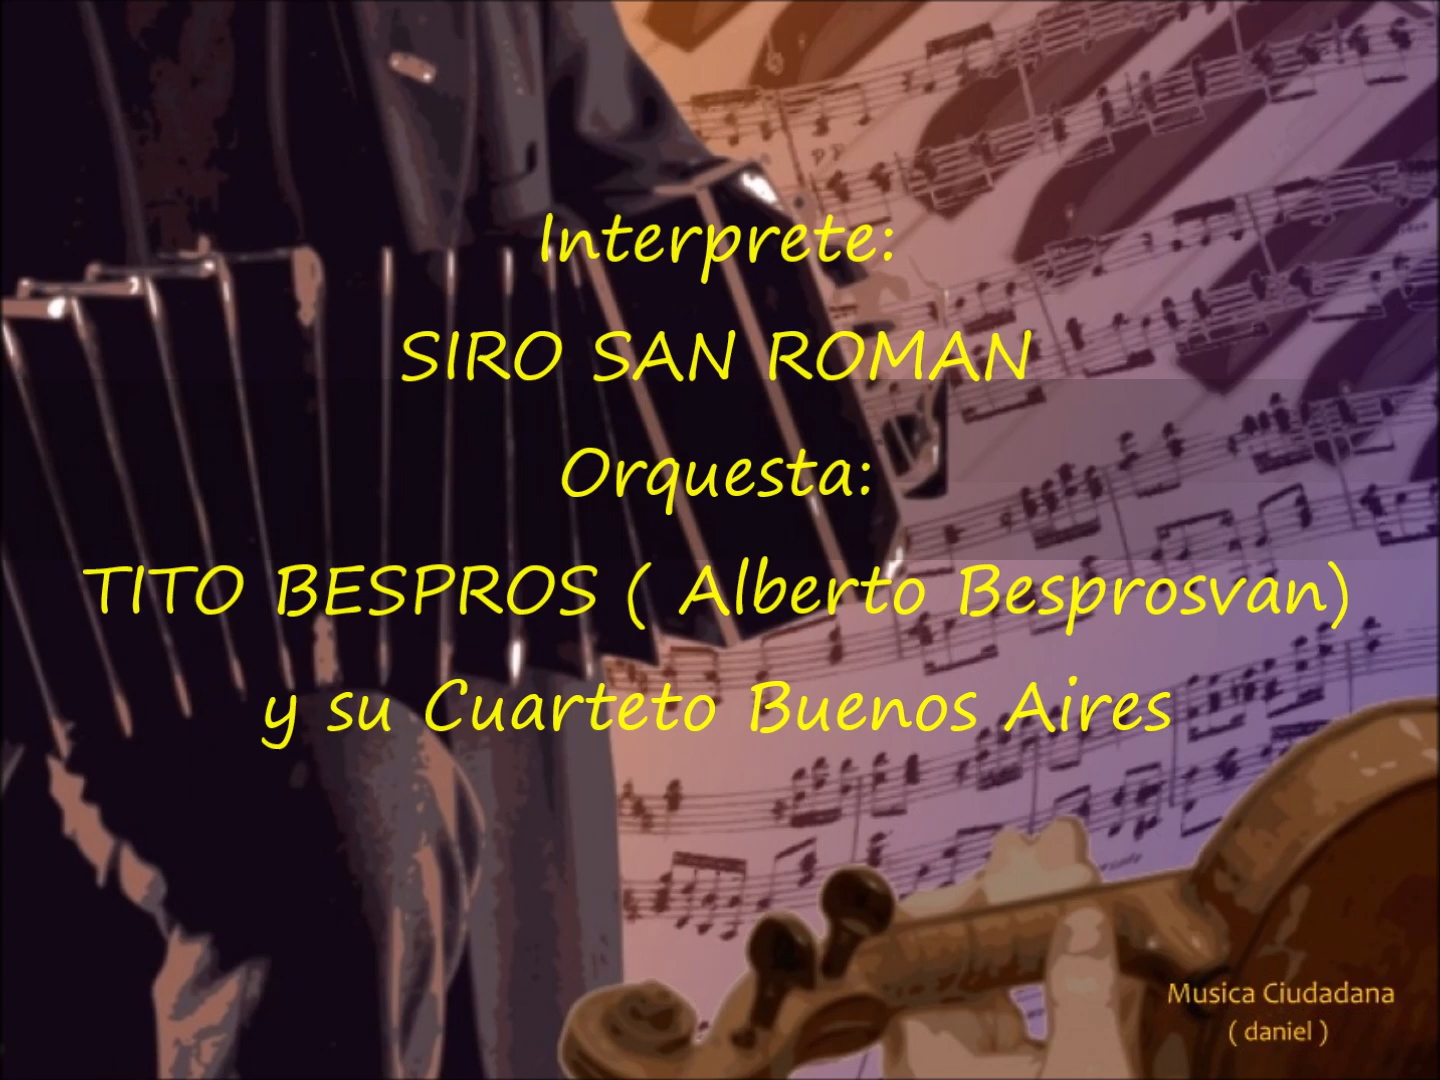 Interprete:
SIRO SAN ROMAN
Orquesta:
TITO BESPROS ( Alberto Besprosvan)
y su Cuarteto Buenos Aires
Musica Ciudadana
( daniel )